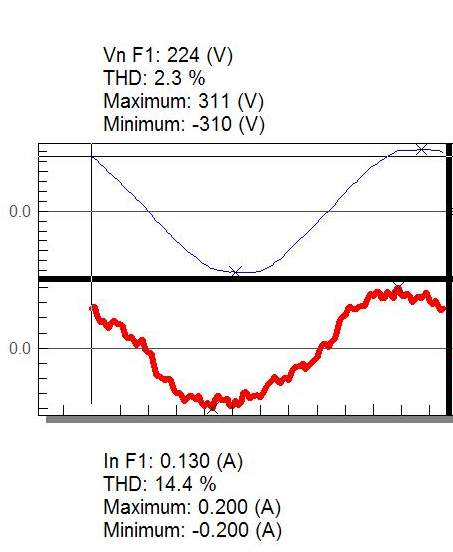 Vn F1: 224 (V)
THD: 2.3 %
Maximum: 311 (V)
Minimum: -310 (V)
0.0
0.0
In F1: 0.130 (A)
THD: 14.4 %
Maximum: 0.200 (A)
Minimum: -0.200 (A)